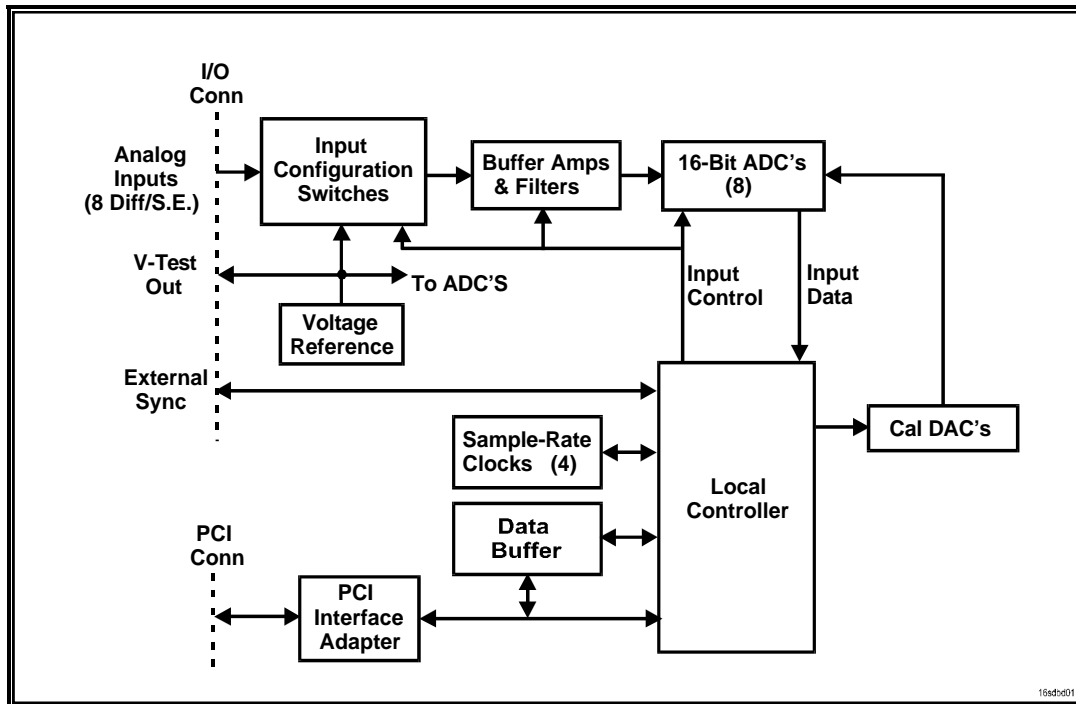 I/O
Conn
Analog
Inputs
(8 Diff/S.E.)
Input
Configuration
Switches
Buffer Amps
& Filters
16-Bit ADC's
(8)
V-Test
Out
To ADC'S
Input
Control
Input
Data
Voltage
Reference
External
Sync
Sample-Rate
Clocks (4)
Cal DAC's
Local
Controller
Data
Buffer
PCI
Conn
PCI
Interface
Adapter
16sdbd01